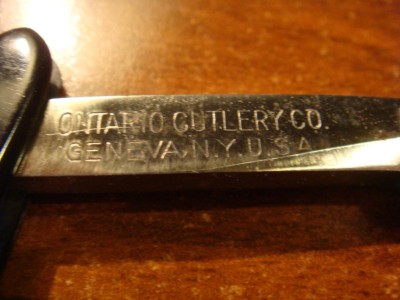 ONTARIO CUTLERY CO.
GENEVA, N.Y. U.S.A.